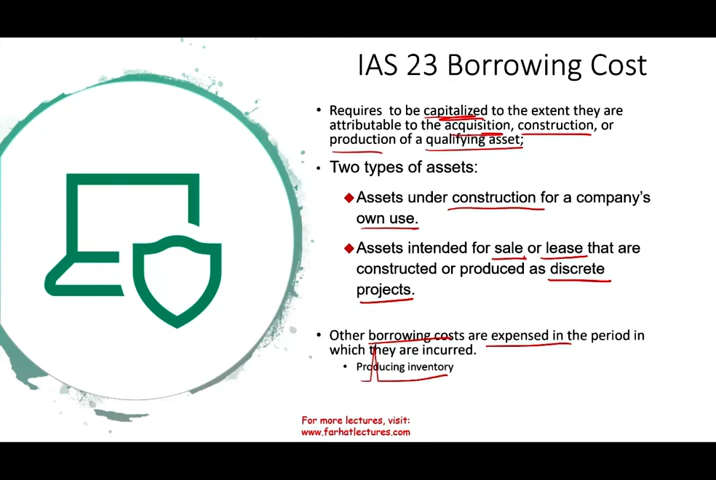 IAS 23 Borrowing Cost
• Requires to be capitalized to the extent they are
attributable to the acquisition, construction, or
production of a qualifying asset;
• Two types of assets:
◆Assets under construction for a company's
own use.
◆Assets intended for sale or lease that are
constructed or produced as discrete
projects.
• Other borrowing costs are expensed in the period in
which they are incurred.
• Producing inventory
For more lectures, visit:
www.farhatlectures.com